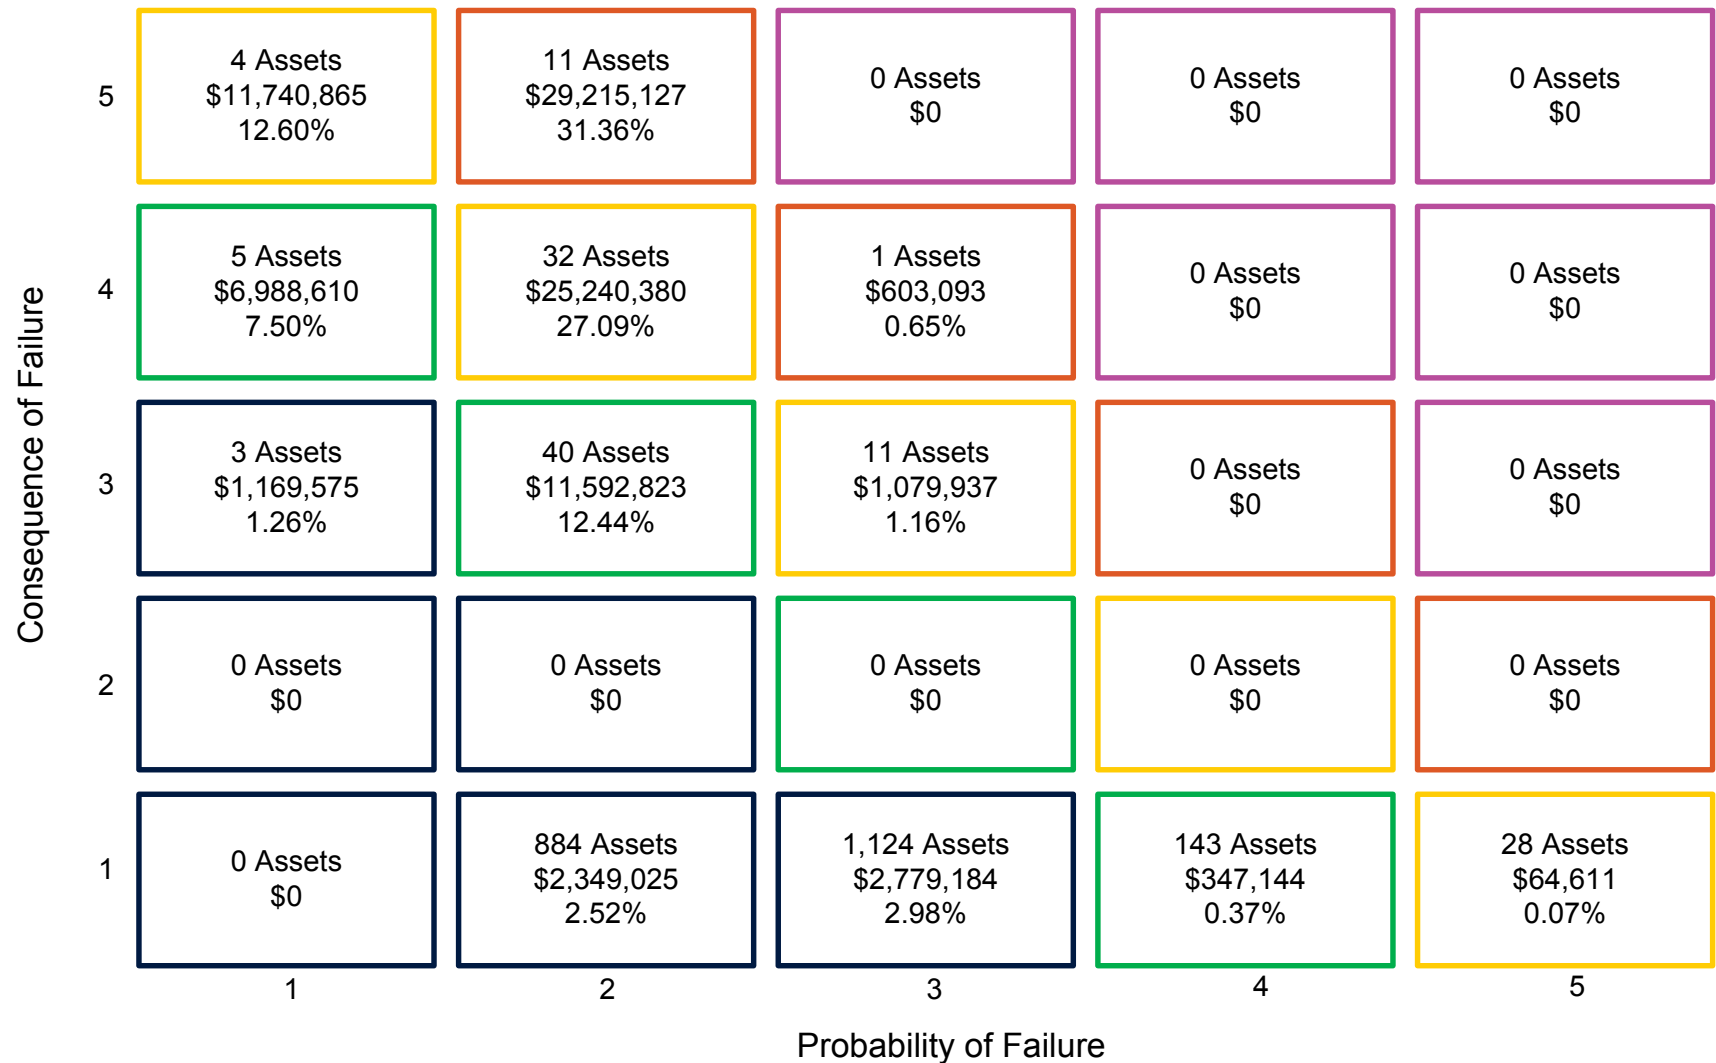 Consequence of Failure
5
4 Assets
$11,740,865
12.60%
11 Assets
$29,215,127
31.36%
0 Assets
$0
0 Assets
$0
0 Assets
$0
4
5 Assets
$6,988,610
7.50%
32 Assets
$25,240,380
27.09%
1 Assets
$603,093
0.65%
0 Assets
$0
0 Assets
$0
3
3 Assets
$1,169,575
1.26%
40 Assets
$11,592,823
12.44%
11 Assets
$1,079,937
1.16%
0 Assets
$0
0 Assets
$0
2
0 Assets
$0
0 Assets
$0
0 Assets
$0
0 Assets
$0
0 Assets
$0
1
0 Assets
$0
884 Assets
$2,349,025
2.52%
1,124 Assets
$2,779,184
2.98%
143 Assets
$347,144
0.37%
28 Assets
$64,611
0.07%
1
2
3
4
5
Probability of Failure